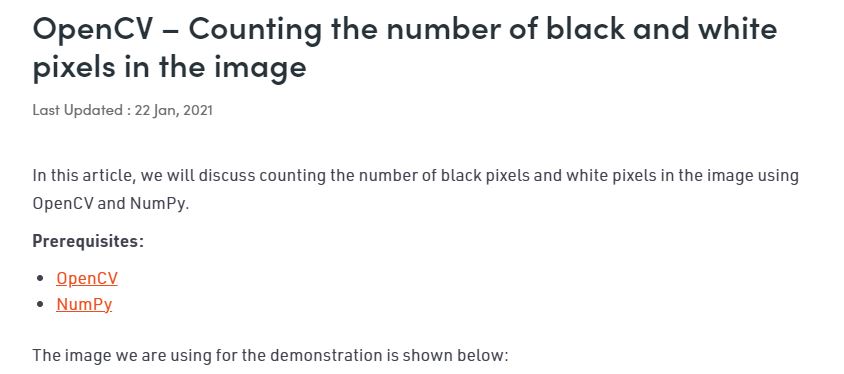 OpenCV – Counting the number of black and white
pixels in the image
Last Updated : 22 Jan, 2021
In this article, we will discuss counting the number of black pixels and white pixels in the image using
OpenCV and NumPy.
Prerequisites:
• OpenCV
• NumPy
The image we are using for the demonstration is shown below: